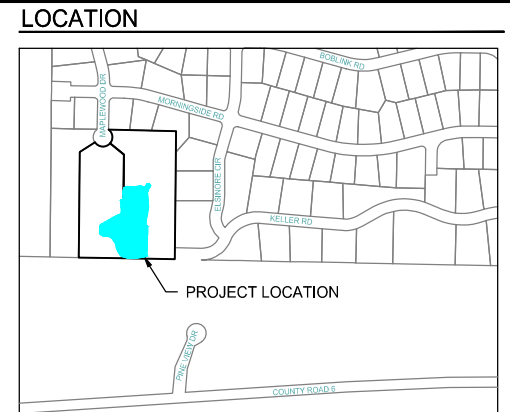 LOCATION
BOBLINK RD
MAPLEWOOD DR
MORNINGSIDE RD
ELSINORE CIR
KELLER RD
PROJECT LOCATION
PINE VIEW DR
COUNTY ROAD 6